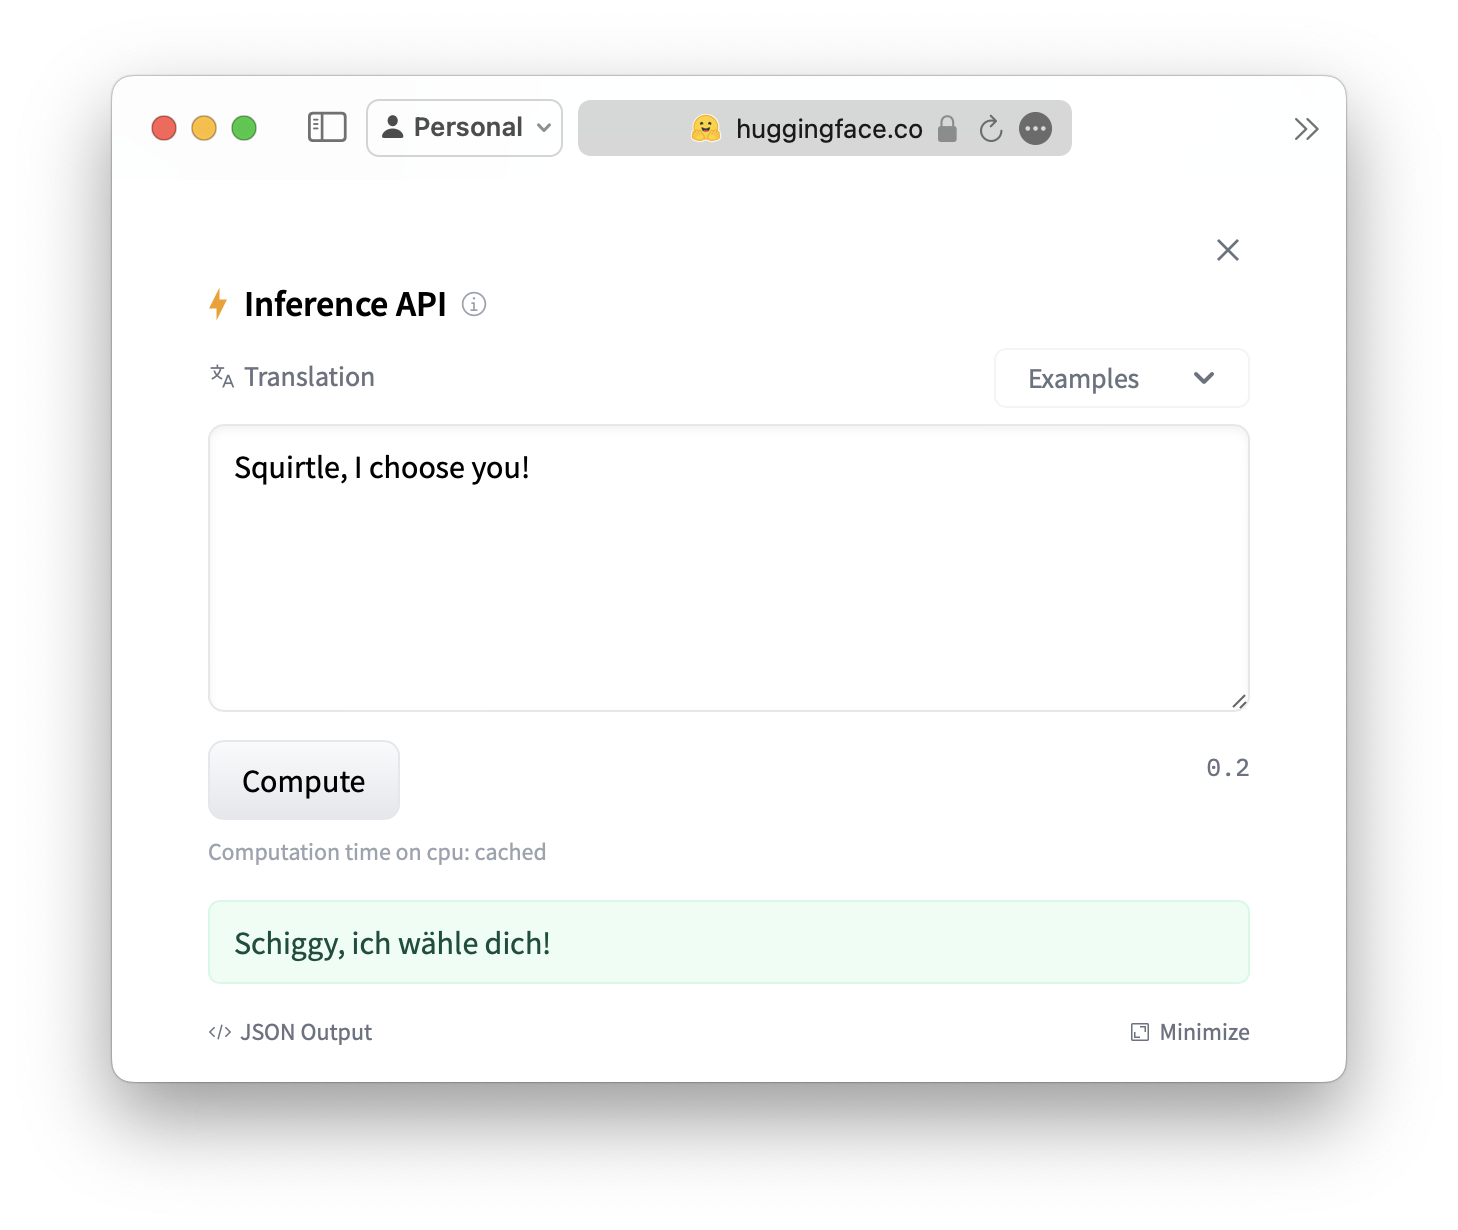 Personal
huggingface.co
Inference API
Translation
Examples
Squirtle, I choose you!
Compute
0.2
Computation time on cpu: cached
Schiggy, ich wähle dich!
</> JSON Output
Minimize